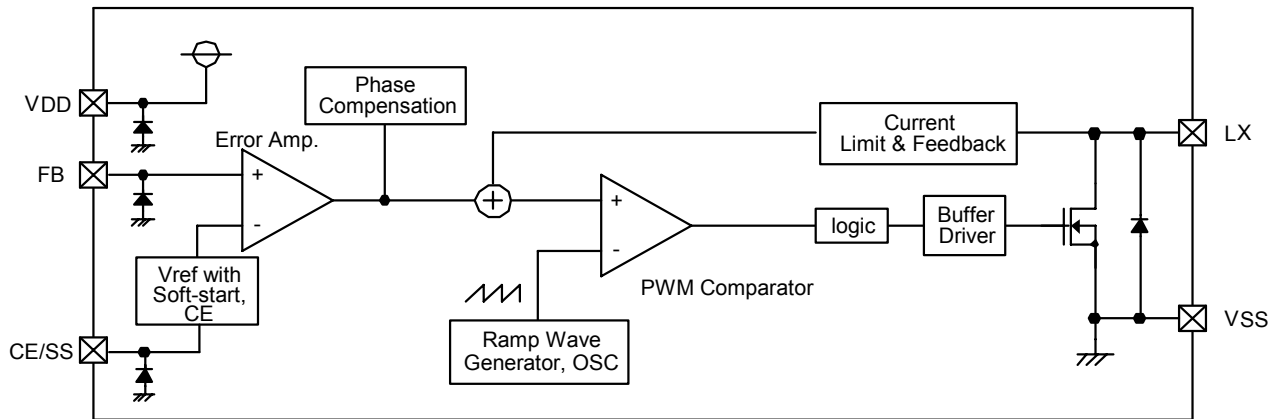 VDD
FB
CE/SS
Error Amp.
+
-
Vref with
Soft-start,
CE
Phase
Compensation
+
Current
Limit & Feedback
+
-
PWM Comparator
Ramp Wave
Generator, OSC
logic
Buffer
Driver
LX
VSS